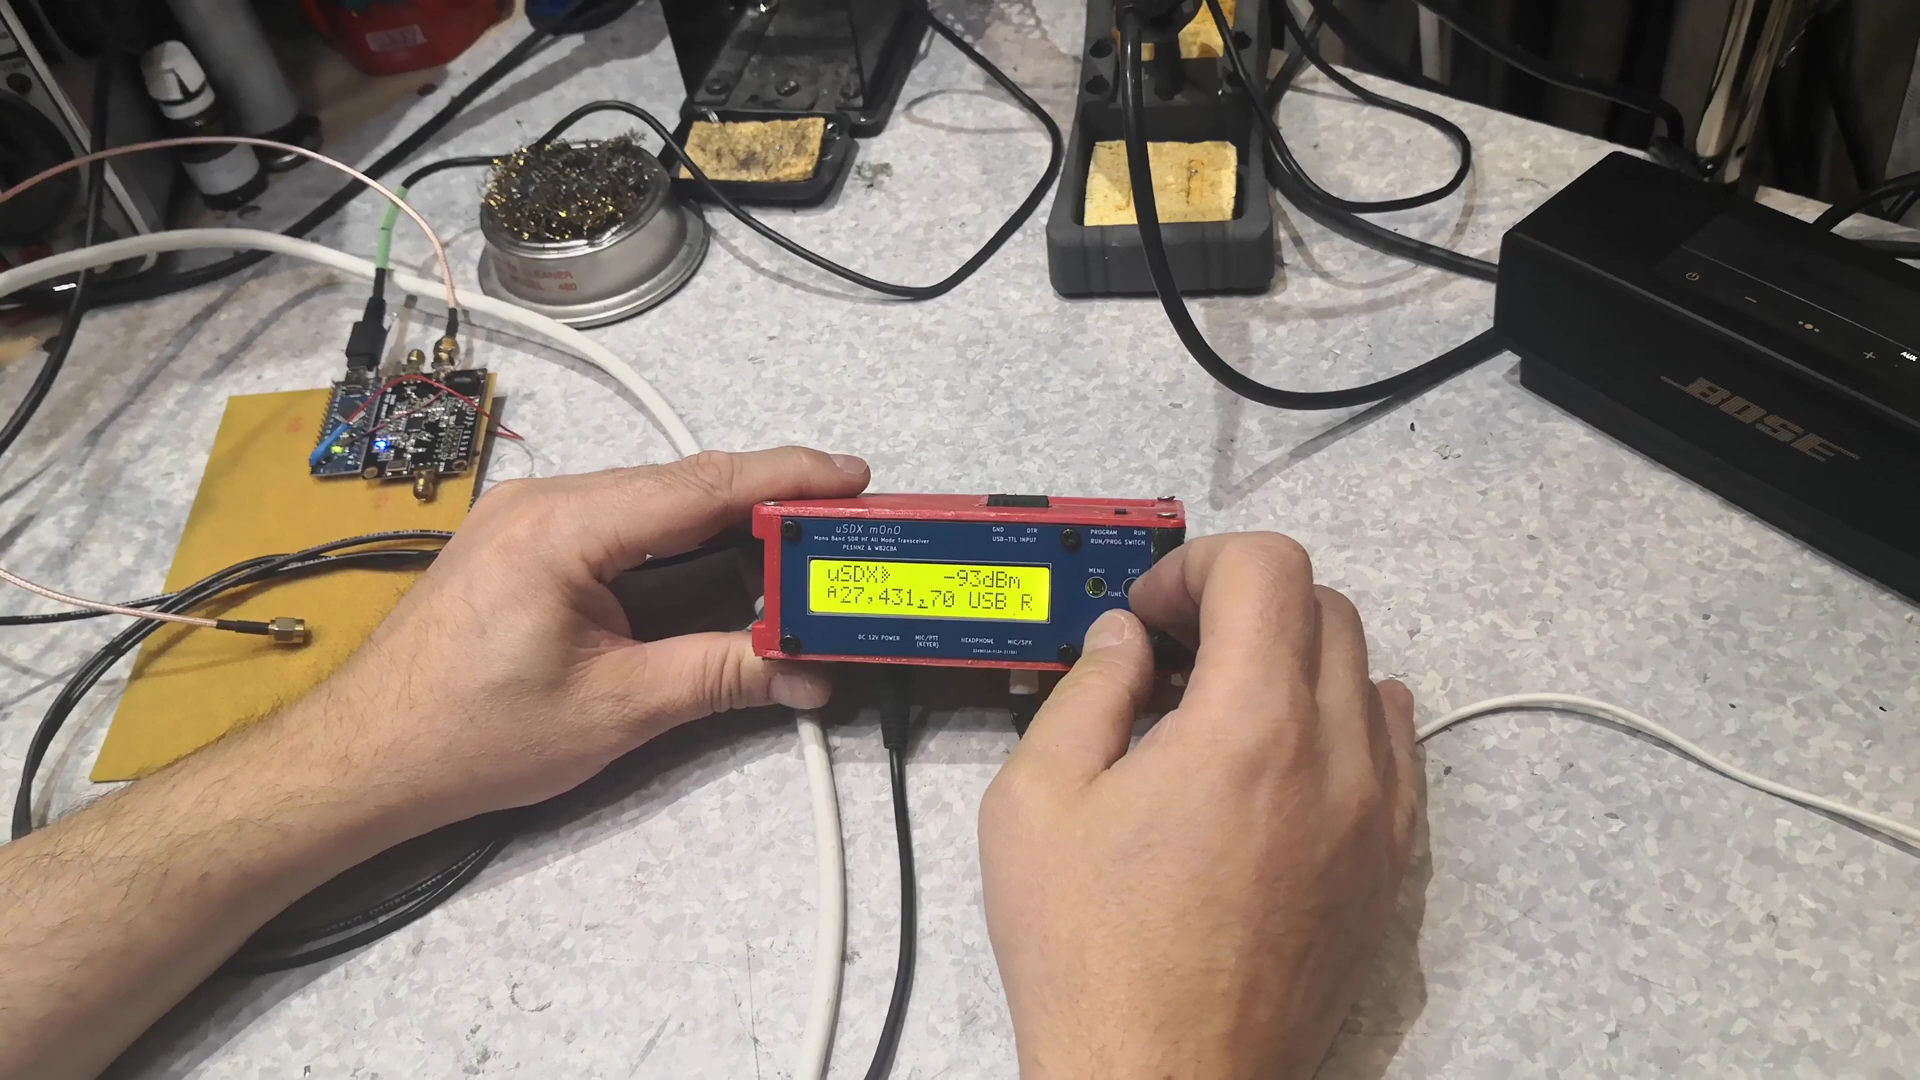 uSDX mOnO
Mono Band SDR HF All Mode Transceiver
PE1NNZ & WB2CBA
GND DTR
USB-TTL INPUT
PROGRAM RUN
RUN/PROG SWITCH
MENU EXIT
TUNE
uSDX» -93dBm
A27,431.70 USB R
DC 12V POWER
MIC/PTT
(KEYER)
HEADPHONE
MIC/SPK
CLEANER
BOSE
AUX